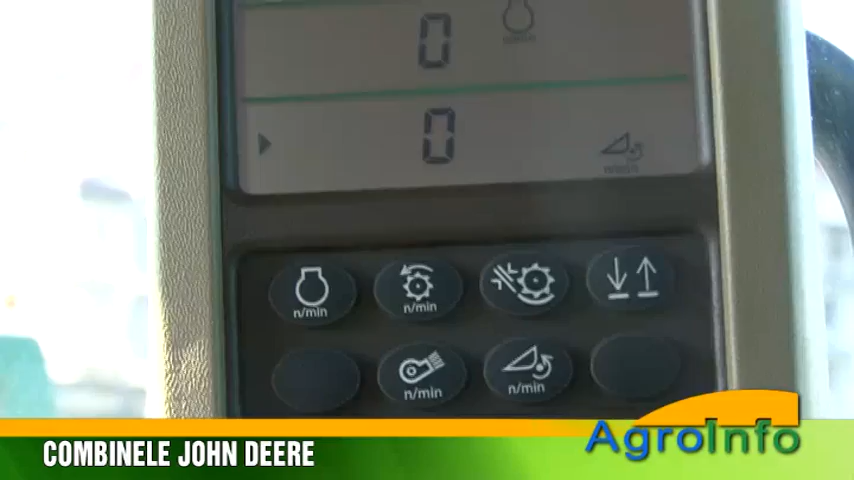 0
0
n/min
n/min
n/min
n/min
COMBINELE JOHN DEERE
AgroInfo